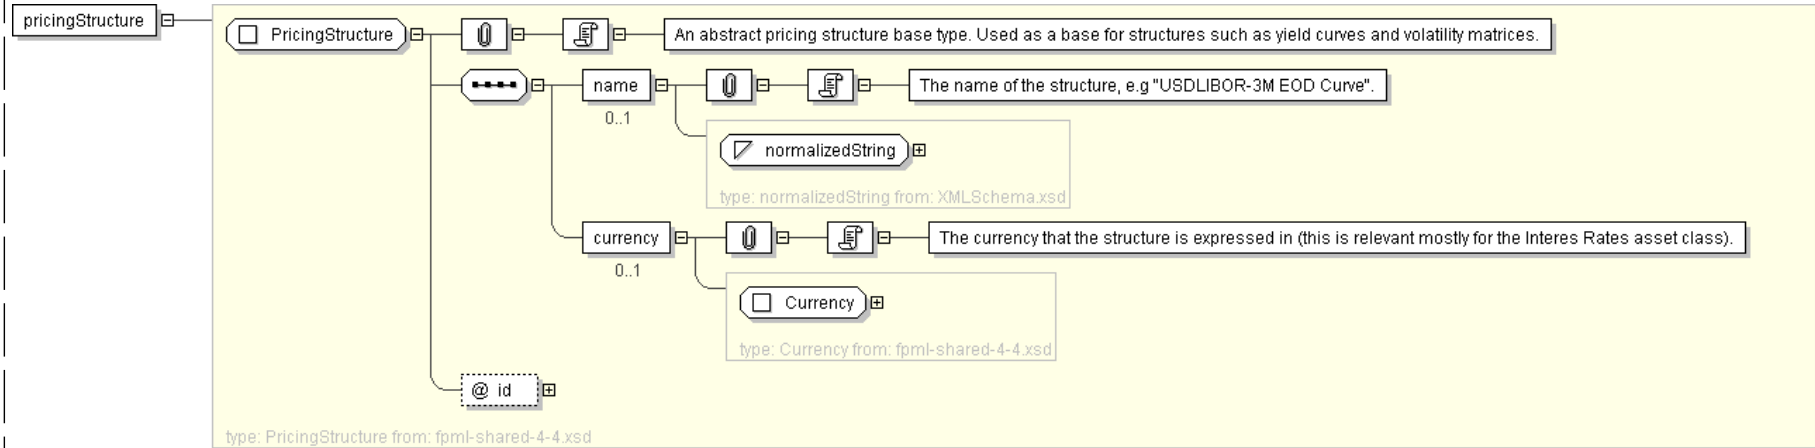 pricingStructure
PricingStructure
An abstract pricing structure base type. Used as a base for structures such as yield curves and volatility matrices.
name
The name of the structure, e.g "USDLIBOR-3M EOD Curve".
0..1
normalizedString
type: normalizedString from: XMLSchema.xsd
currency
The currency that the structure is expressed in (this is relevant mostly for the Interes Rates asset class).
0..1
Currency
type: Currency from: fpml-shared-4-4.xsd
@ id
type: PricingStructure from: fpml-shared-4-4.xsd